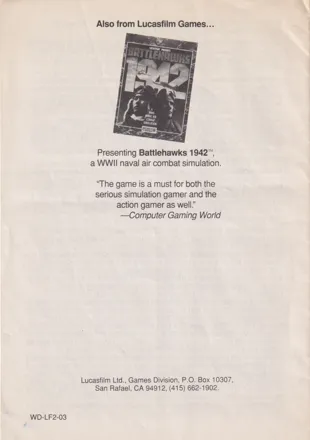 Also from Lucasfilm Games...
BATTLEHAWKS
1942
Presenting Battlehawks 1942™,
a WWII naval air combat simulation.
"The game is a must for both the
serious simulation gamer and the
action gamer as well."
—Computer Gaming World
Lucasfilm Ltd., Games Division, P.O. Box 10307,
San Rafael, CA 94912, (415) 662-1902.
WD-LF2-03